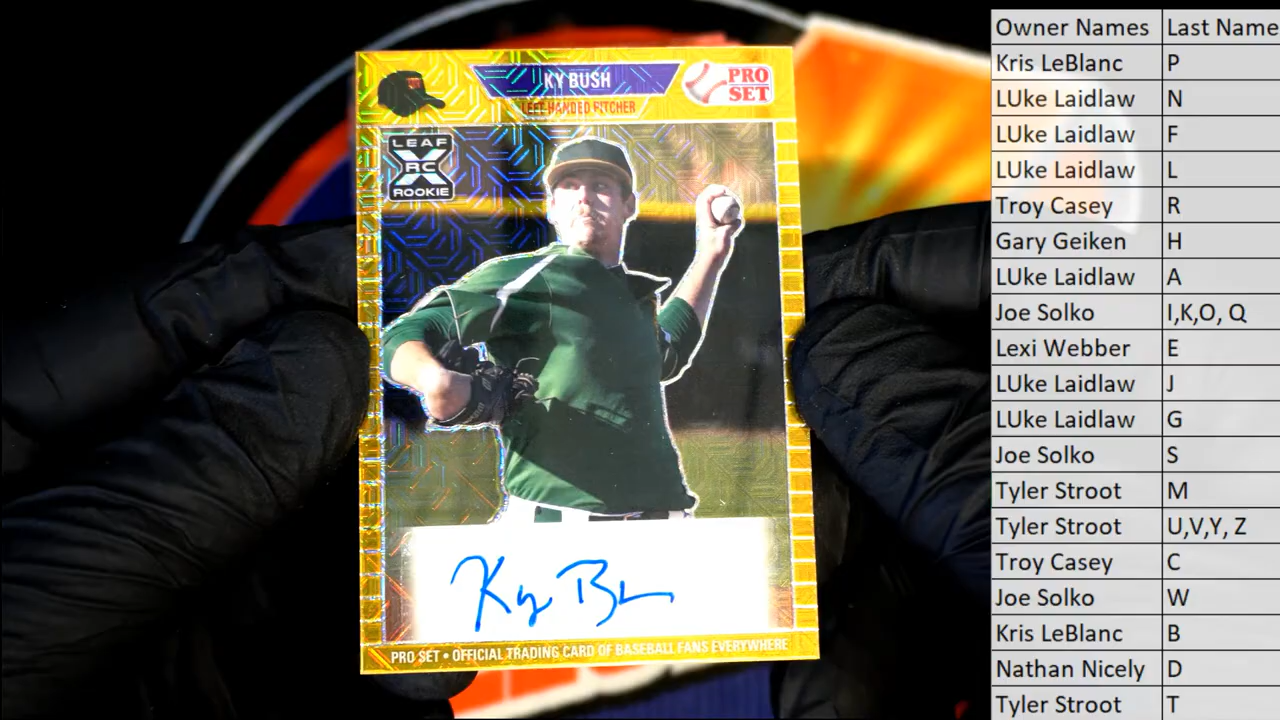 KY BUSH
LEFT HANDED PITCHER
PRO
SET
LEAF
RC
ROOKIE
Ky Bush
PRO SET • OFFICIAL TRADING CARD OF BASEBALL FANS EVERYWHERE
Owner Names Last Name
Kris LeBlanc P
LUke Laidlaw N
LUke Laidlaw F
LUke Laidlaw L
Troy Casey R
Gary Geiken H
LUke Laidlaw A
Joe Solko I,K,O, Q
Lexi Webber E
LUke Laidlaw J
LUke Laidlaw G
Joe Solko S
Tyler Stroot M
Tyler Stroot U,V,Y, Z
Troy Casey C
Joe Solko W
Kris LeBlanc B
Nathan Nicely D
Tyler Stroot T